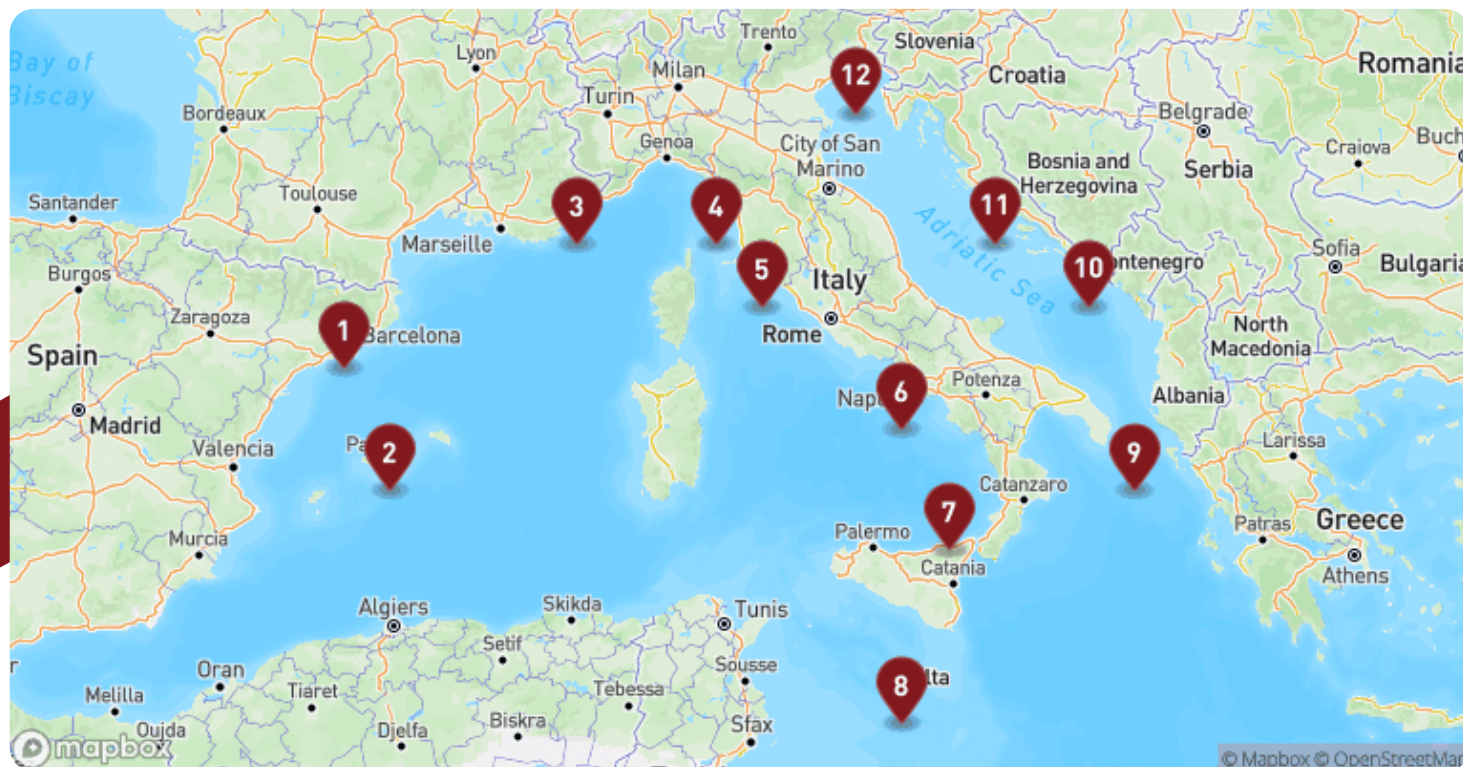 Bay of
Biscay
Trento
Slovenia
Romania
Lyon
Milan
12
Croatia
Turin
Bordeaux
Belgrade
Genoa
City of San
Marino
Buch
Craiova
Bosnia and
Herzegovina
Serbia
Santander
Toulouse
3
4
11
Marseille
Adriatic Sea
Sofia
Burgos
5
Italy
10
ontenegro
Bulgaria
Zaragoza
1
Barcelona
Rome
North
Macedonia
Spain
Potenza
Albania
Madrid
Nap
6
Valencia
Pa
2
9
Larissa
Catanzaro
Murcia
Palermo
7
Patras
Greece
Catania
Athens
Algiers
Skikda
Tunis
Setif
Oran
Sousse
r
Melilla
Tiaret
Tebessa
8
lta
Oujda
Djelfa
Biskra
Sfax
mapbox
© Mapbox © OpenStreetMap